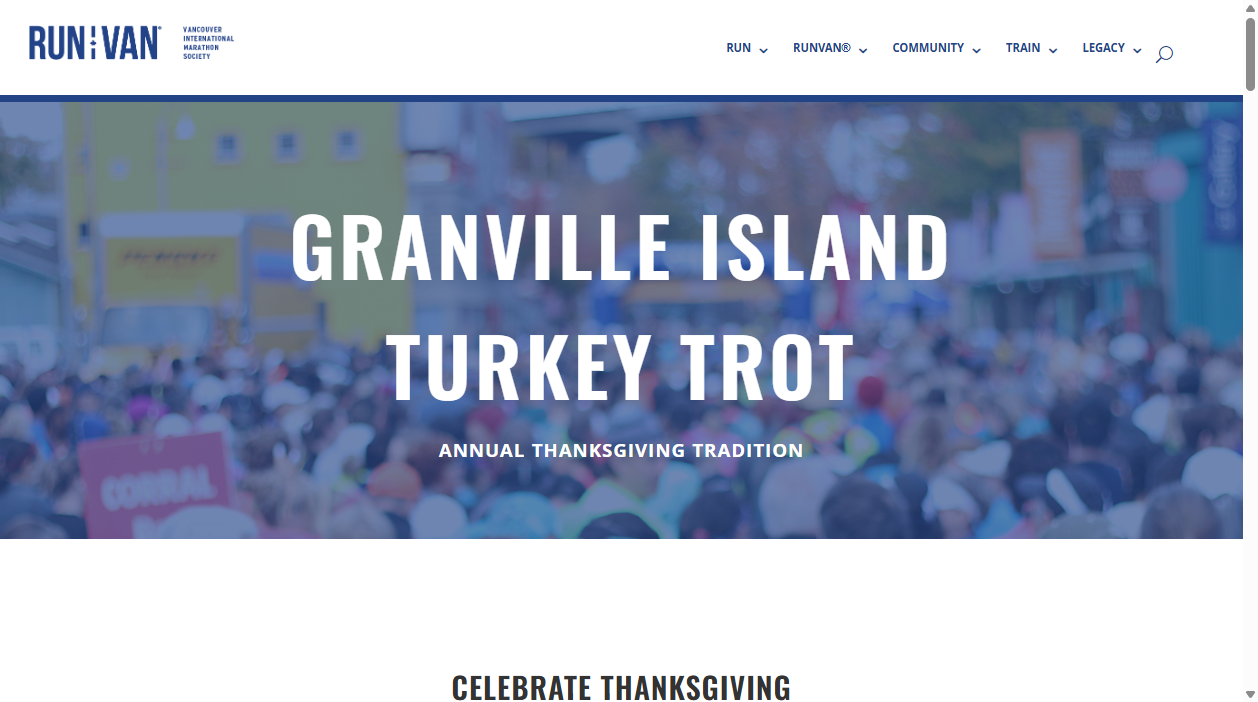 RUN VAN®
VANCOUVER
INTERNATIONAL
MARATHON
SOCIETY
RUN
RUNVAN®
COMMUNITY
TRAIN
LEGACY
GRANVILLE ISLAND
TURKEY TROT
ANNUAL THANKSGIVING TRADITION
CORRAL
CELEBRATE THANKSGIVING